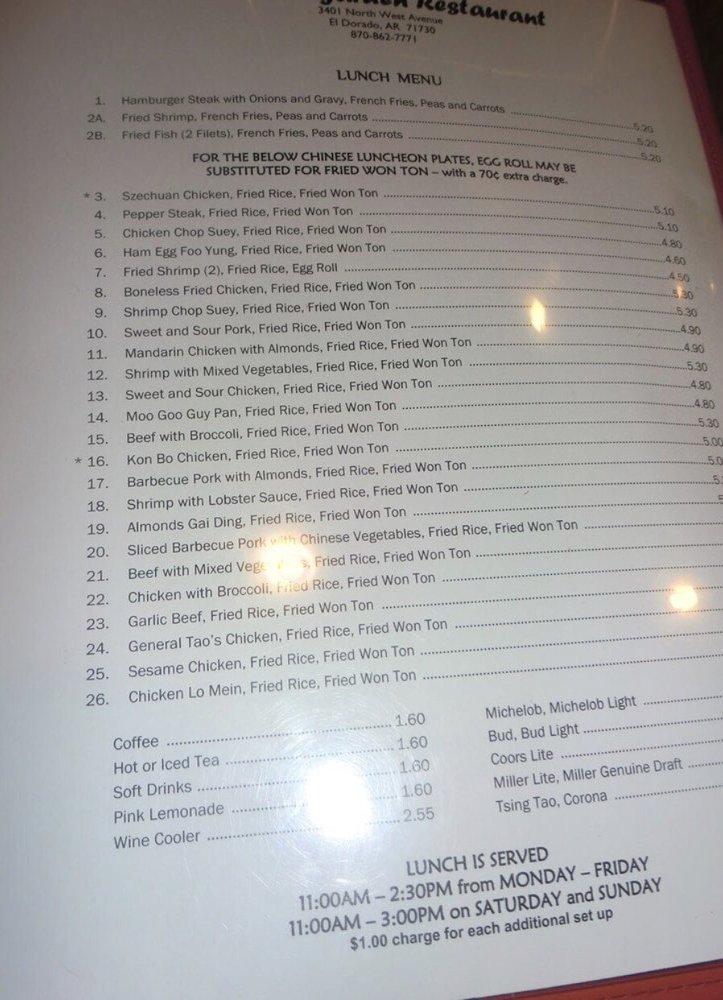 Restaurant
3401 North West Avenue
El Dorado, AR 71730
870-862-7771
LUNCH MENU
1. Hamburger Steak with Onions and Gravy, French Fries, Peas and Carrots 5.20
2A. Fried Shrimp, French Fries, Peas and Carrots 5.20
2B. Fried Fish (2 Filets), French Fries, Peas and Carrots 5.20
FOR THE BELOW CHINESE LUNCHEON PLATES, EGG ROLL MAY BE
SUBSTITUTED FOR FRIED WON TON – with a 70¢ extra charge.
* 3. Szechuan Chicken, Fried Rice, Fried Won Ton 5.10
4. Pepper Steak, Fried Rice, Fried Won Ton 5.10
5. Chicken Chop Suey, Fried Rice, Fried Won Ton 4.80
6. Ham Egg Foo Yung, Fried Rice, Fried Won Ton 4.60
7. Fried Shrimp (2), Fried Rice, Egg Roll 4.50
8. Boneless Fried Chicken, Fried Rice, Fried Won Ton 5.30
9. Shrimp Chop Suey, Fried Rice, Fried Won Ton 5.30
10. Sweet and Sour Pork, Fried Rice, Fried Won Ton 4.90
11. Mandarin Chicken with Almonds, Fried Rice, Fried Won Ton 4.90
12. Shrimp with Mixed Vegetables, Fried Rice, Fried Won Ton 5.30
13. Sweet and Sour Chicken, Fried Rice, Fried Won Ton 4.80
14. Moo Goo Guy Pan, Fried Rice, Fried Won Ton 4.80
15. Beef with Broccoli, Fried Rice, Fried Won Ton 5.30
* 16. Kon Bo Chicken, Fried Rice, Fried Won Ton 5.00
17. Barbecue Pork with Almonds, Fried Rice, Fried Won Ton
18. Shrimp with Lobster Sauce, Fried Rice, Fried Won Ton
19. Almonds Gai Ding, Fried Rice, Fried Won Ton
20. Sliced Barbecue Pork with Chinese Vegetables, Fried Rice, Fried Won Ton
21. Beef with Mixed Vegetables, Fried Rice, Fried Won Ton
22. Chicken with Broccoli, Fried Rice, Fried Won Ton
23. Garlic Beef, Fried Rice, Fried Won Ton
24. General Tao's Chicken, Fried Rice, Fried Won Ton
25. Sesame Chicken, Fried Rice, Fried Won Ton
26. Chicken Lo Mein, Fried Rice, Fried Won Ton
Coffee 1.60
Hot or Iced Tea 1.60
Soft Drinks 1.60
Pink Lemonade 1.60
Wine Cooler 2.55
Michelob, Michelob Light
Bud, Bud Light
Coors Lite
Miller Lite, Miller Genuine Draft
Tsing Tao, Corona
LUNCH IS SERVED
11:00AM – 2:30PM from MONDAY – FRIDAY
11:00AM – 3:00PM on SATURDAY and SUNDAY
$1.00 charge for each additional set up